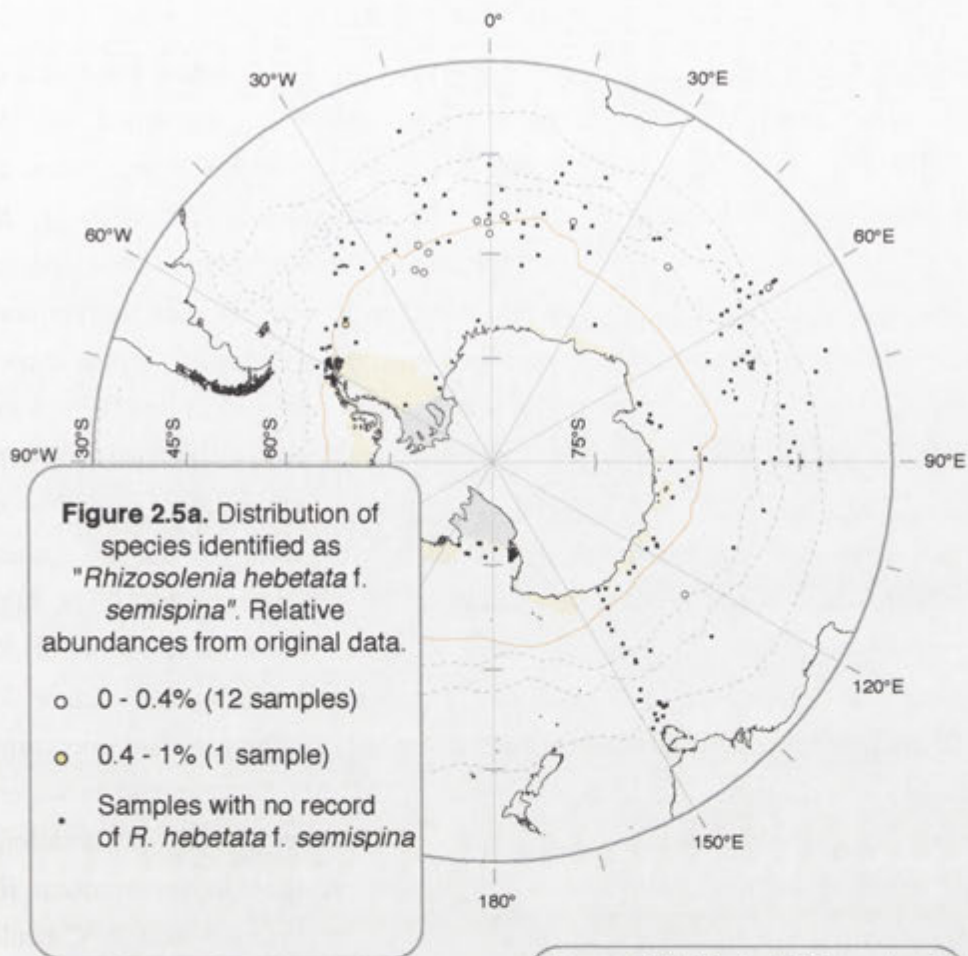 0°
30°W
30°E
60°W
60°E
90°W
30°S
45°S
60°S
75°S
90°E
Figure 2.5a. Distribution of
species identified as
"Rhizosolenia hebetata f.
semispina". Relative
abundances from original data.
0 - 0.4% (12 samples)
0.4 - 1% (1 sample)
Samples with no record
of R. hebetata f. semispina
120°E
150°E
180°